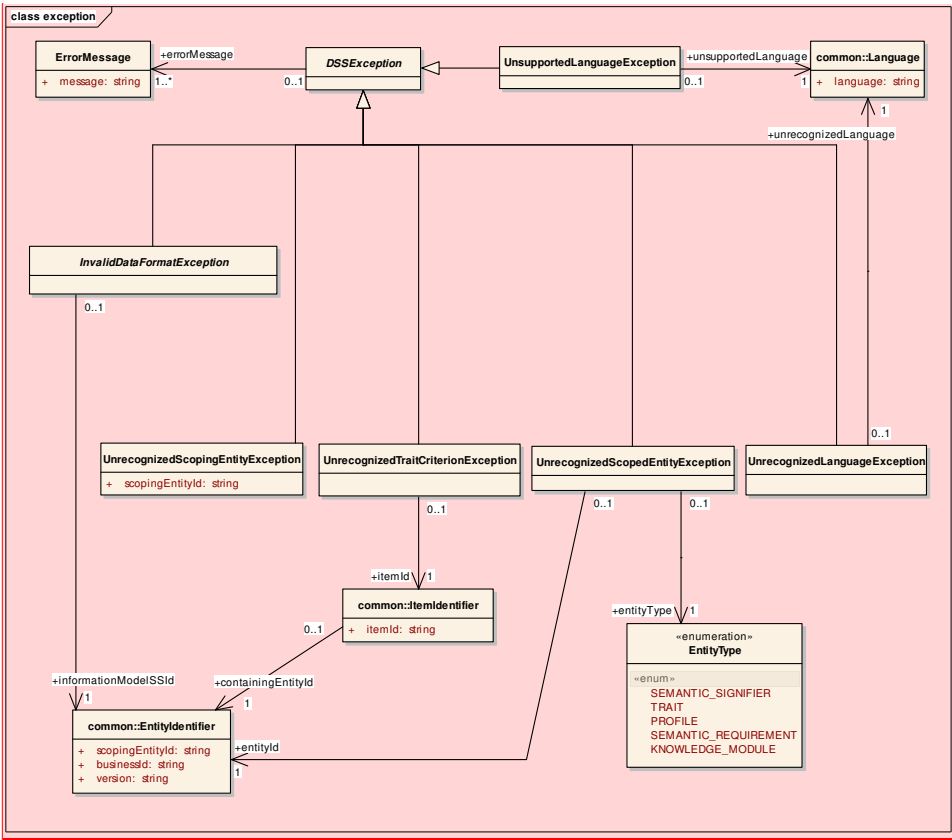 class exception
ErrorMessage
+ message: string
+errorMessage
1..*
0..1
DSSException
UnsupportedLanguageException
+unsupportedLanguage
0..1
1
common::Language
+ language: string
1
+unrecognizedLanguage
InvalidDataFormatException
0..1
0..1
UnrecognizedScopingEntityException
+ scopingEntityId: string
UnrecognizedTraitCriterionException
UnrecognizedScopedEntityException
UnrecognizedLanguageException
0..1
0..1
0..1
+itemId
1
common::ItemIdentifier
+ itemId: string
0..1
+entityType
1
«enumeration»
EntityType
«enum»
SEMANTIC_SIGNIFIER
TRAIT
PROFILE
SEMANTIC_REQUIREMENT
KNOWLEDGE_MODULE
+informationModelSSId
1
+containingEntityId
1
common::EntityIdentifier
+ scopingEntityId: string
+ businessId: string
+ version: string
+entityId
1